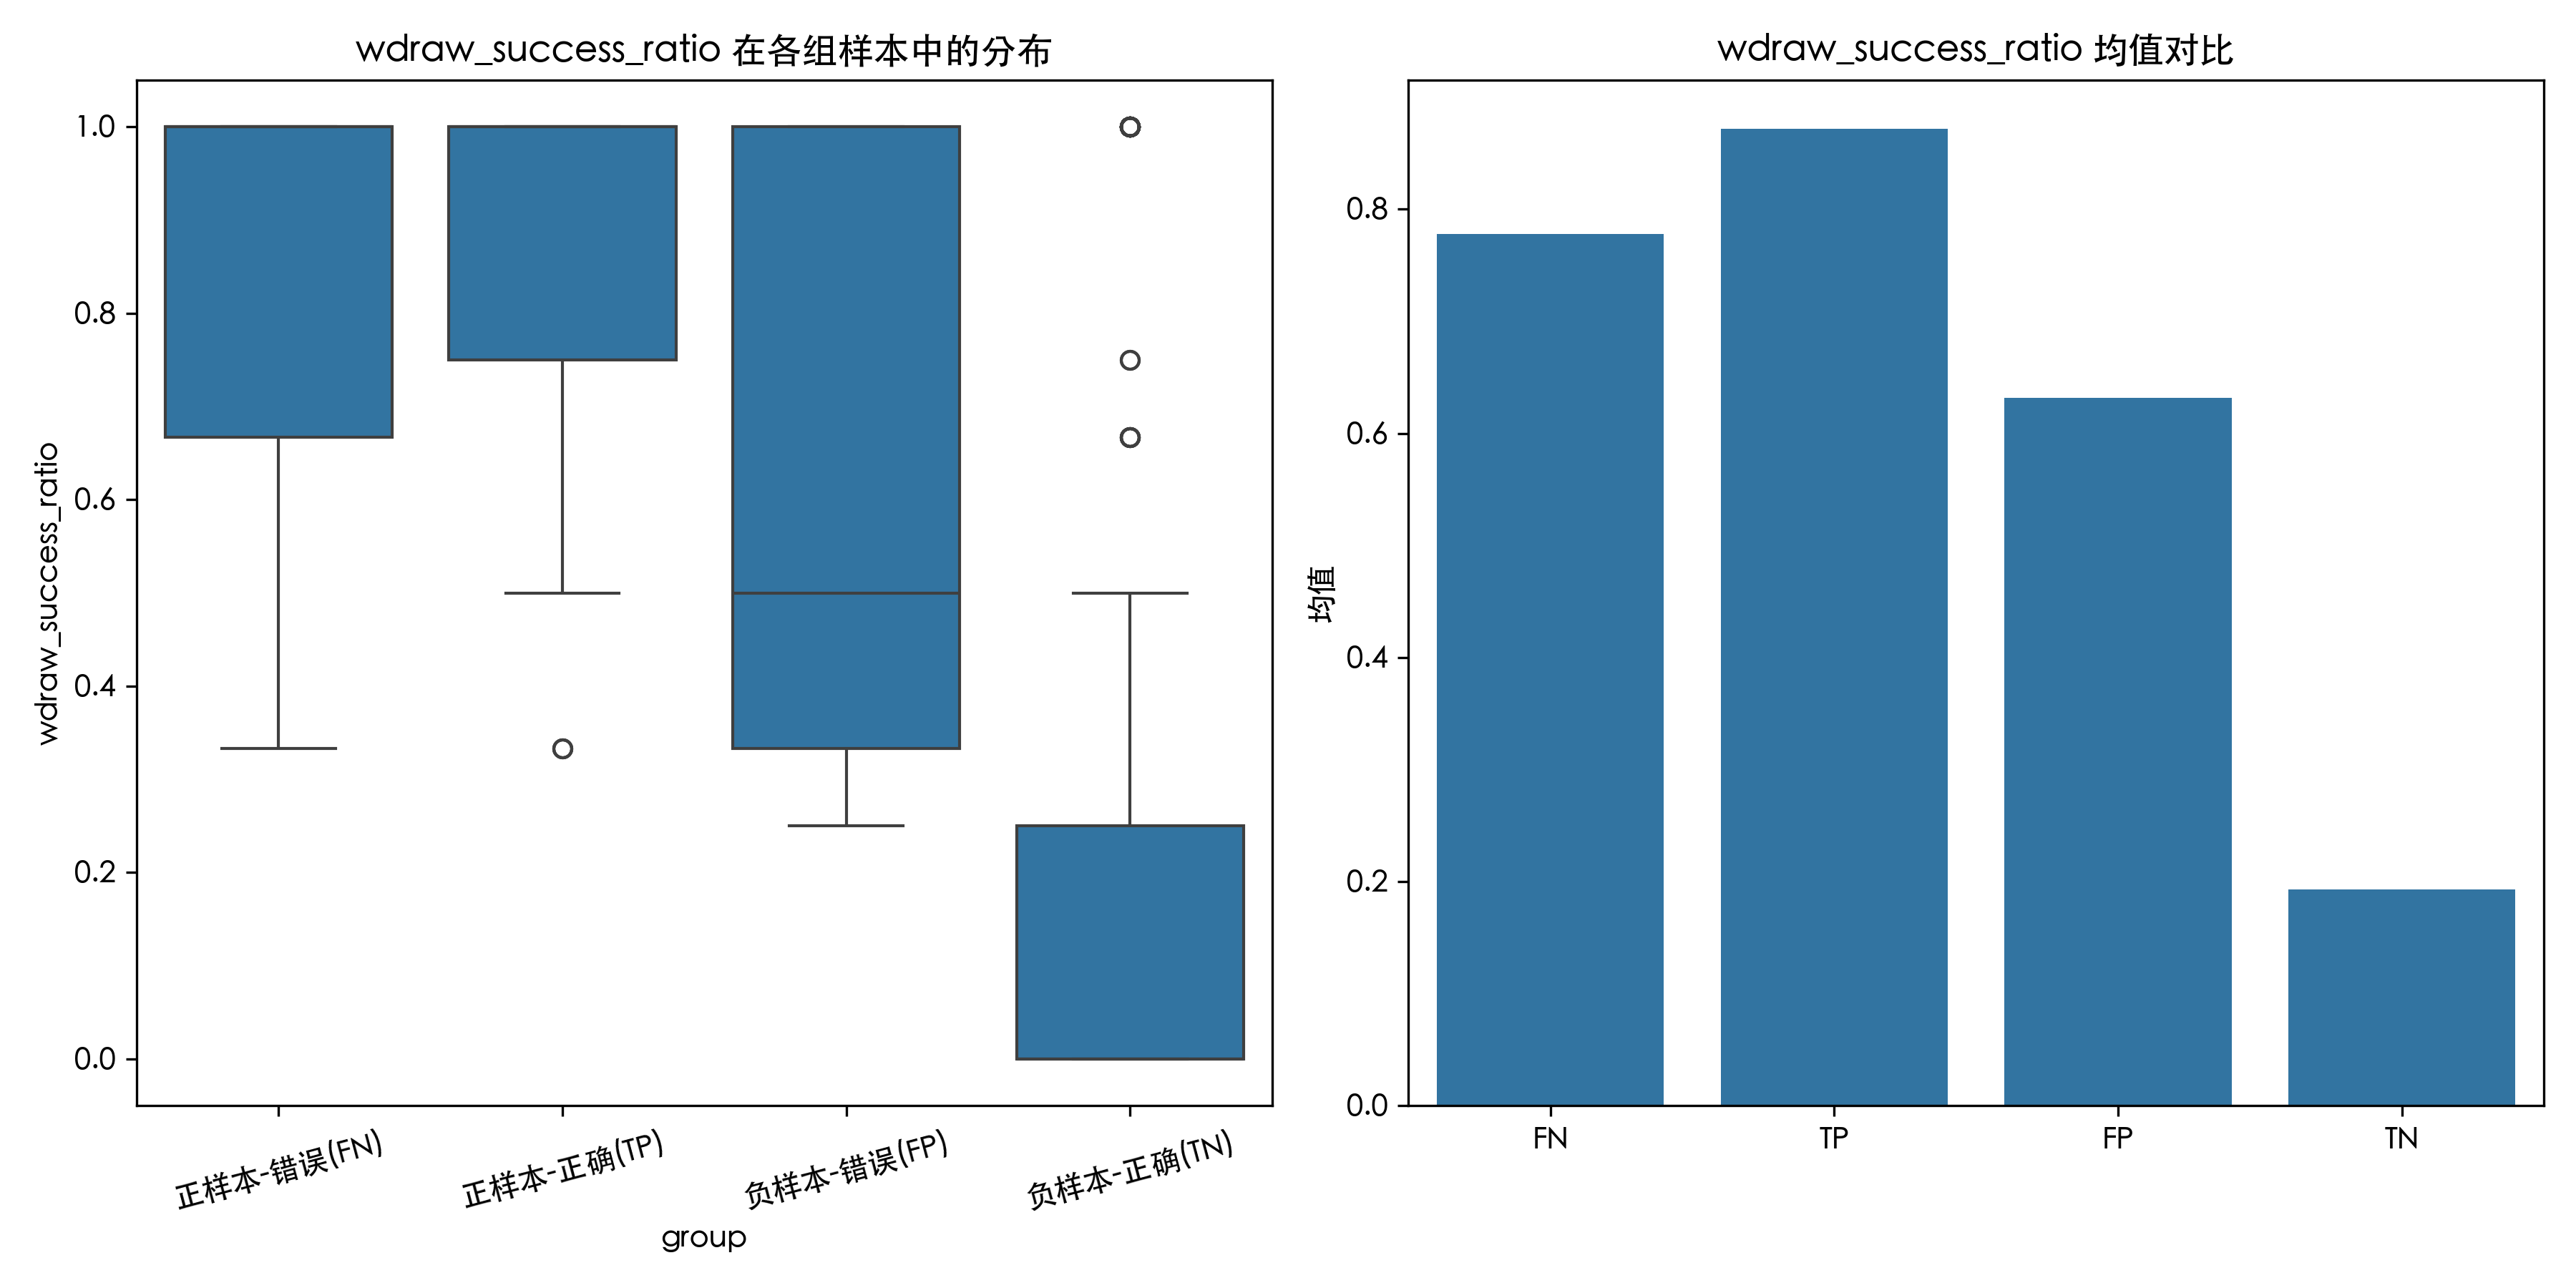 wdraw_success_ratio 在各组样本中的分布
wdraw_success_ratio
1.0
0.8
0.6
0.4
0.2
0.0
正样本-错误(FN)
正样本-正确(TP)
负样本-错误(FP)
负样本-正确(TN)
group
wdraw_success_ratio 均值对比
均值
0.8
0.6
0.4
0.2
0.0
FN
TP
FP
TN